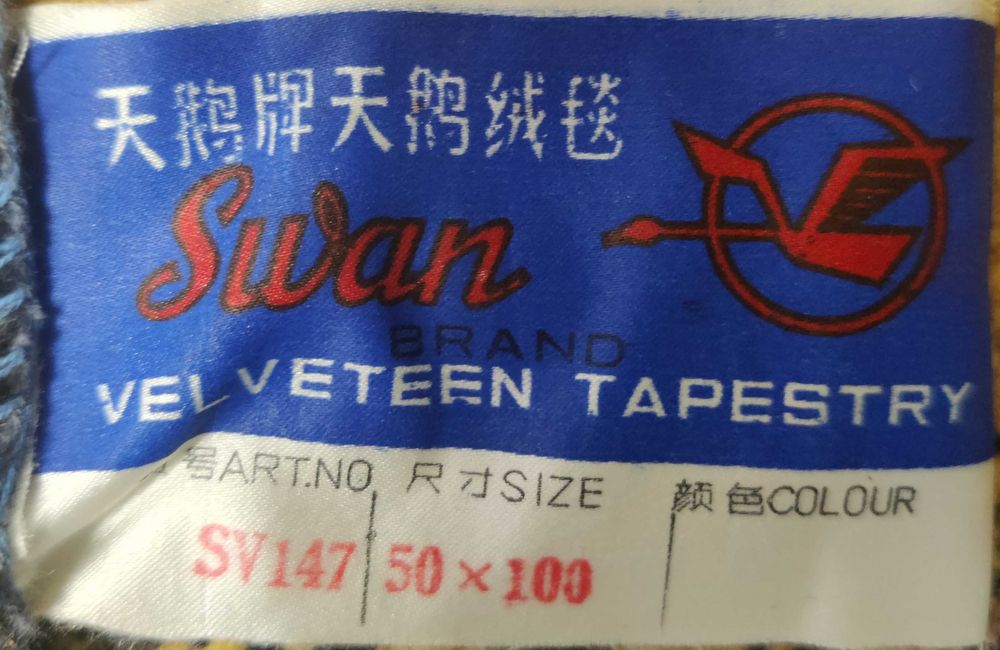 天鹅牌天鹅绒毯
Swan
BRAND
VELVETEEN TAPESTRY
号ART.NO 尺寸SIZE 颜色COLOUR
SV147 50×100